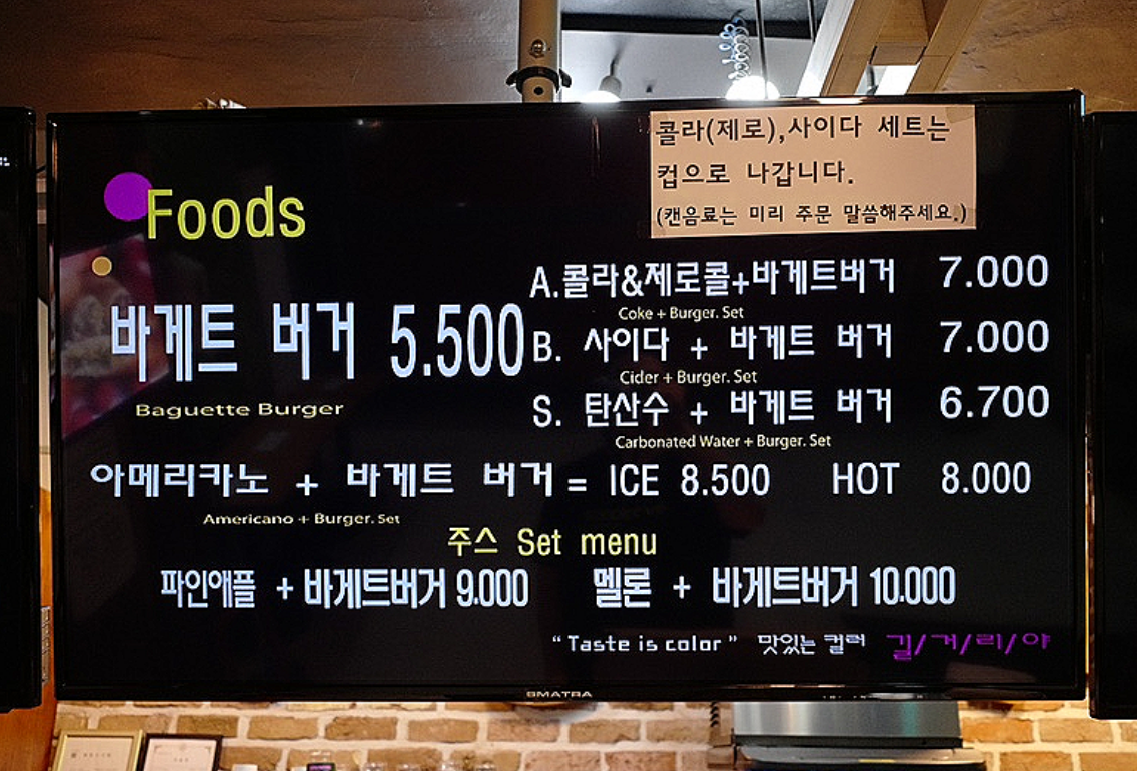 콜라(제로),사이다 세트는
컵으로 나갑니다.
(캔음료는 미리 주문 말씀해주세요.)
Foods
바게트 버거 5.500
Baguette Burger
A.콜라&제로콜+바게트버거 7.000
Coke + Burger. Set
B. 사이다 + 바게트 버거 7.000
Cider + Burger. Set
S. 탄산수 + 바게트 버거 6.700
Carbonated Water + Burger. Set
아메리카노 + 바게트 버거 = ICE 8.500 HOT 8.000
Americano + Burger. Set
주스 Set menu
파인애플 + 바게트버거 9.000 멜론 + 바게트버거 10.000
“ Taste is color ” 맛있는 컬러 길/거/리/야
SMATRA